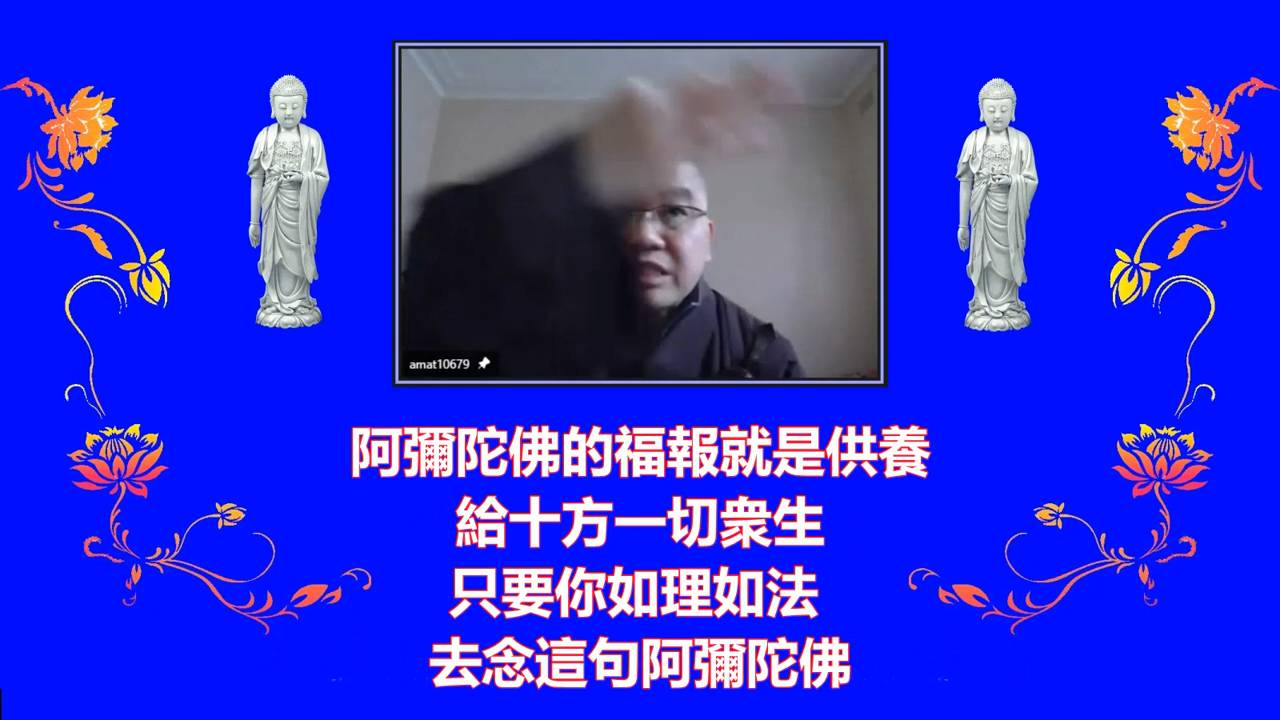 amat10679
阿彌陀佛的福報就是供養
給十方一切衆生
只要你如理如法
去念這句阿彌陀佛